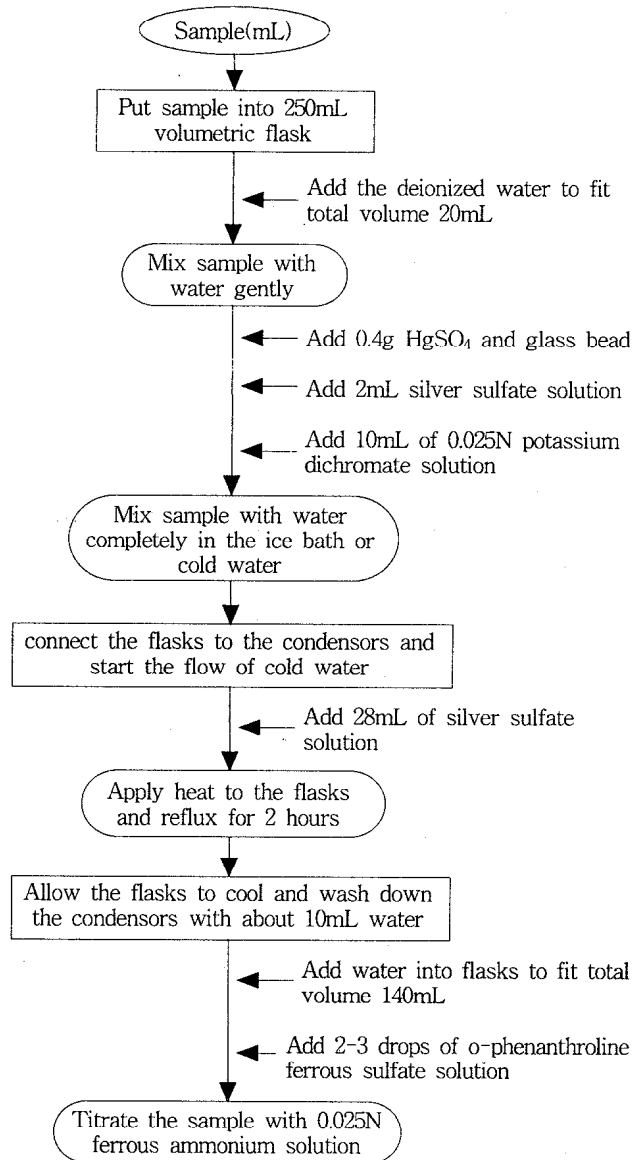 Sample(mL)
Put sample into 250mL
volumetric flask
Add the deionized water to fit
total volume 20mL
Mix sample with
water gently
Add 0.4g HgSO₄ and glass bead
Add 2mL silver sulfate solution
Add 10mL of 0.025N potassium
dichromate solution
Mix sample with water
completely in the ice bath or
cold water
connect the flasks to the condensors and
start the flow of cold water
Add 28mL of silver sulfate
solution
Apply heat to the flasks
and reflux for 2 hours
Allow the flasks to cool and wash down
the condensors with about 10mL water
Add water into flasks to fit total
volume 140mL
Add 2-3 drops of o-phenanthroline
ferrous sulfate solution
Titrate the sample with 0.025N
ferrous ammonium solution